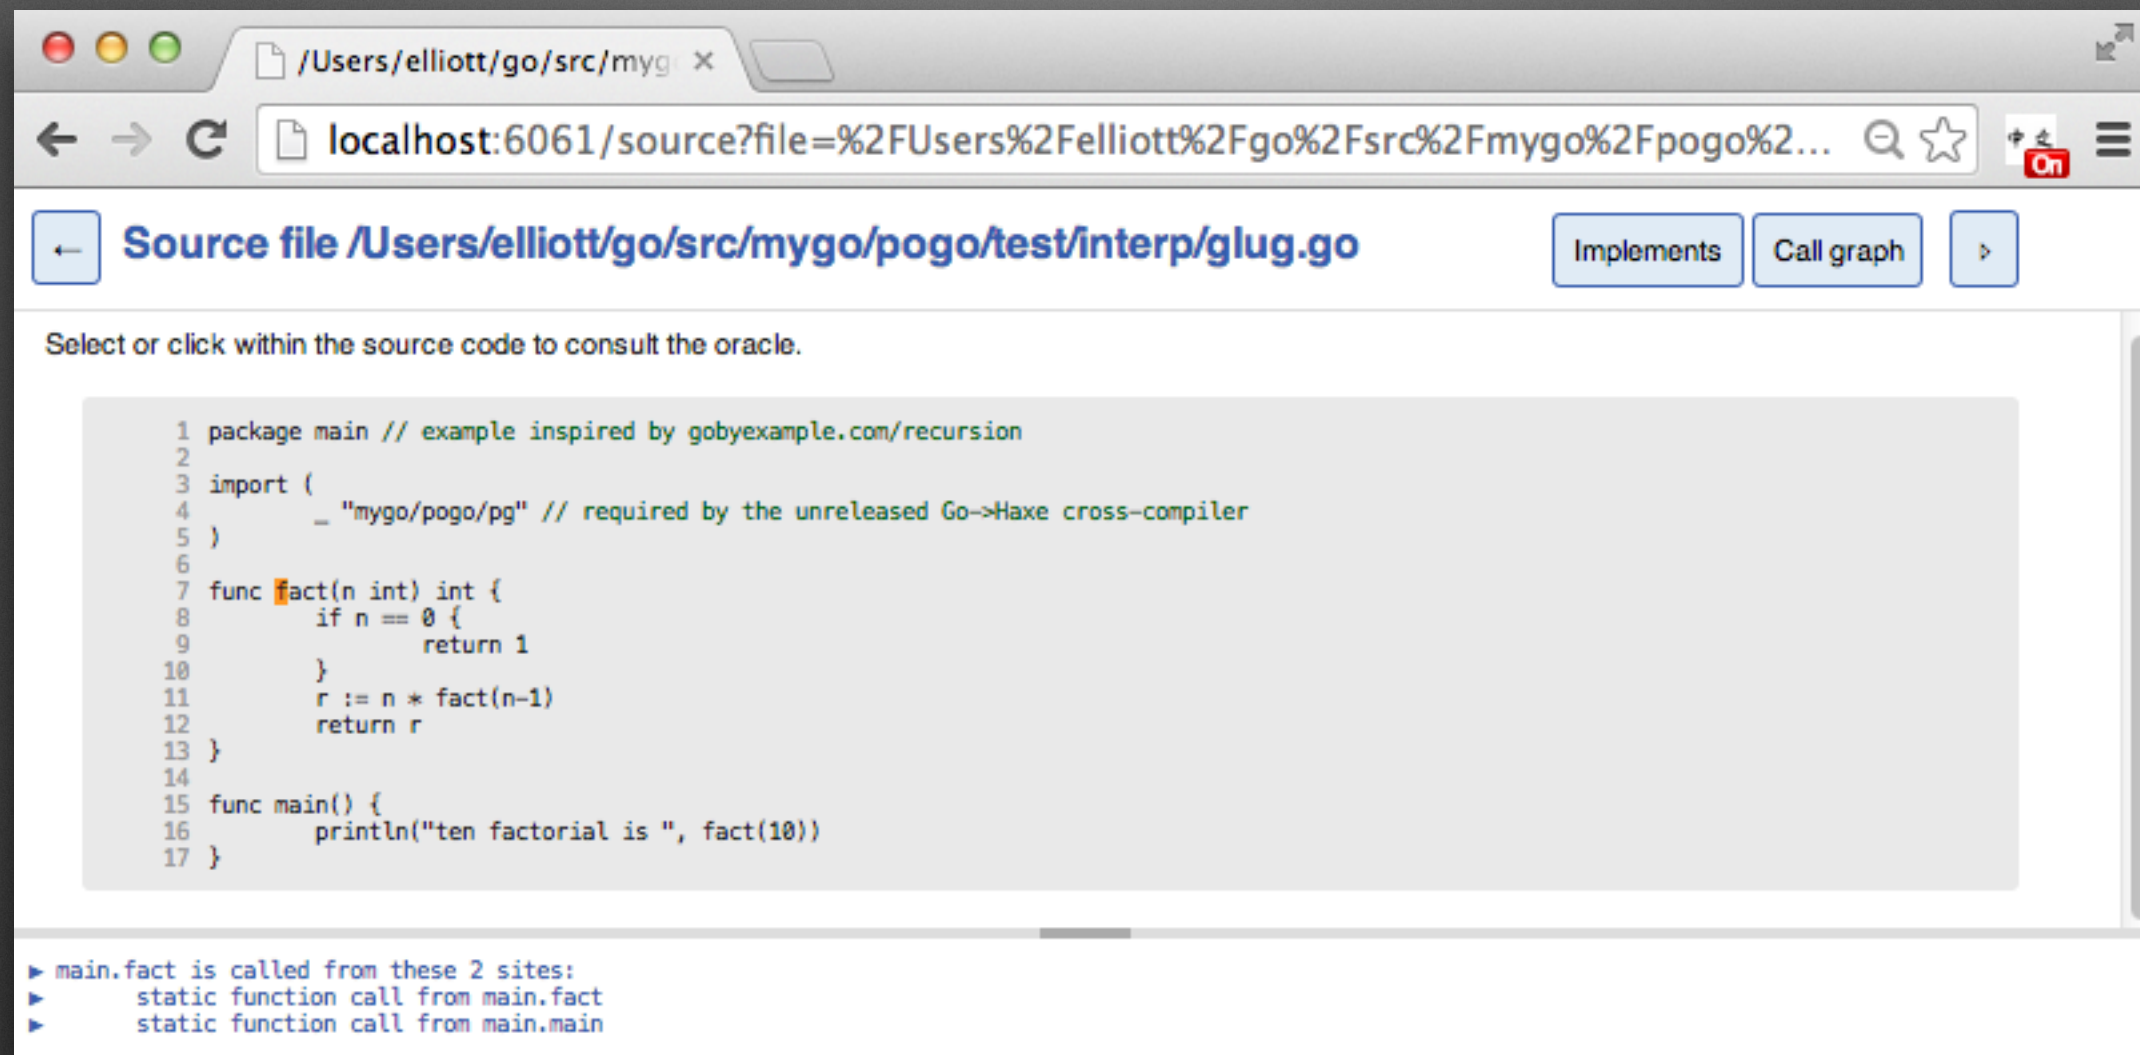 /Users/elliott/go/src/myg
localhost:6061/source?file=%2FUsers%2Felliott%2Fgo%2Fsrc%2Fmygo%2Fpogo%2...
On
← Source file /Users/elliott/go/src/mygo/pogo/test/interp/glug.go
Implements
Call graph
Select or click within the source code to consult the oracle.
1 package main // example inspired by gobyexample.com/recursion
2
3 import (
4 _ "mygo/pogo/pg" // required by the unreleased Go->Haxe cross-compiler
5 )
6
7 func fact(n int) int {
8 if n == 0 {
9 return 1
10 }
11 r := n * fact(n-1)
12 return r
13 }
14
15 func main() {
16 println("ten factorial is ", fact(10))
17 }
main.fact is called from these 2 sites:
static function call from main.fact
static function call from main.main